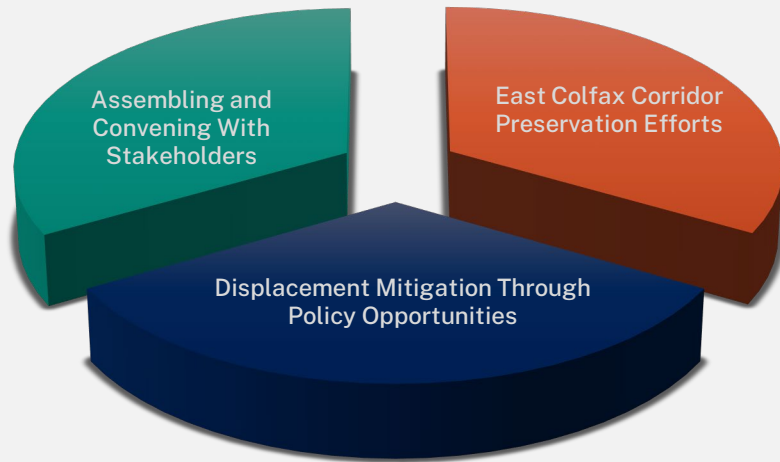 Assembling and
Convening With
Stakeholders
East Colfax Corridor
Preservation Efforts
Displacement Mitigation Through
Policy Opportunities